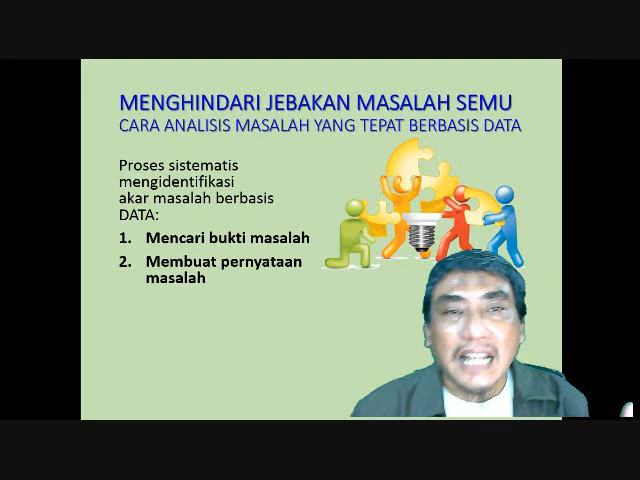 MENGHINDARI JEBAKAN MASALAH SEMU
CARA ANALISIS MASALAH YANG TEPAT BERBASIS DATA
Proses sistematis
mengidentifikasi
akar masalah berbasis
DATA:
1. Mencari bukti masalah
2. Membuat pernyataan
masalah